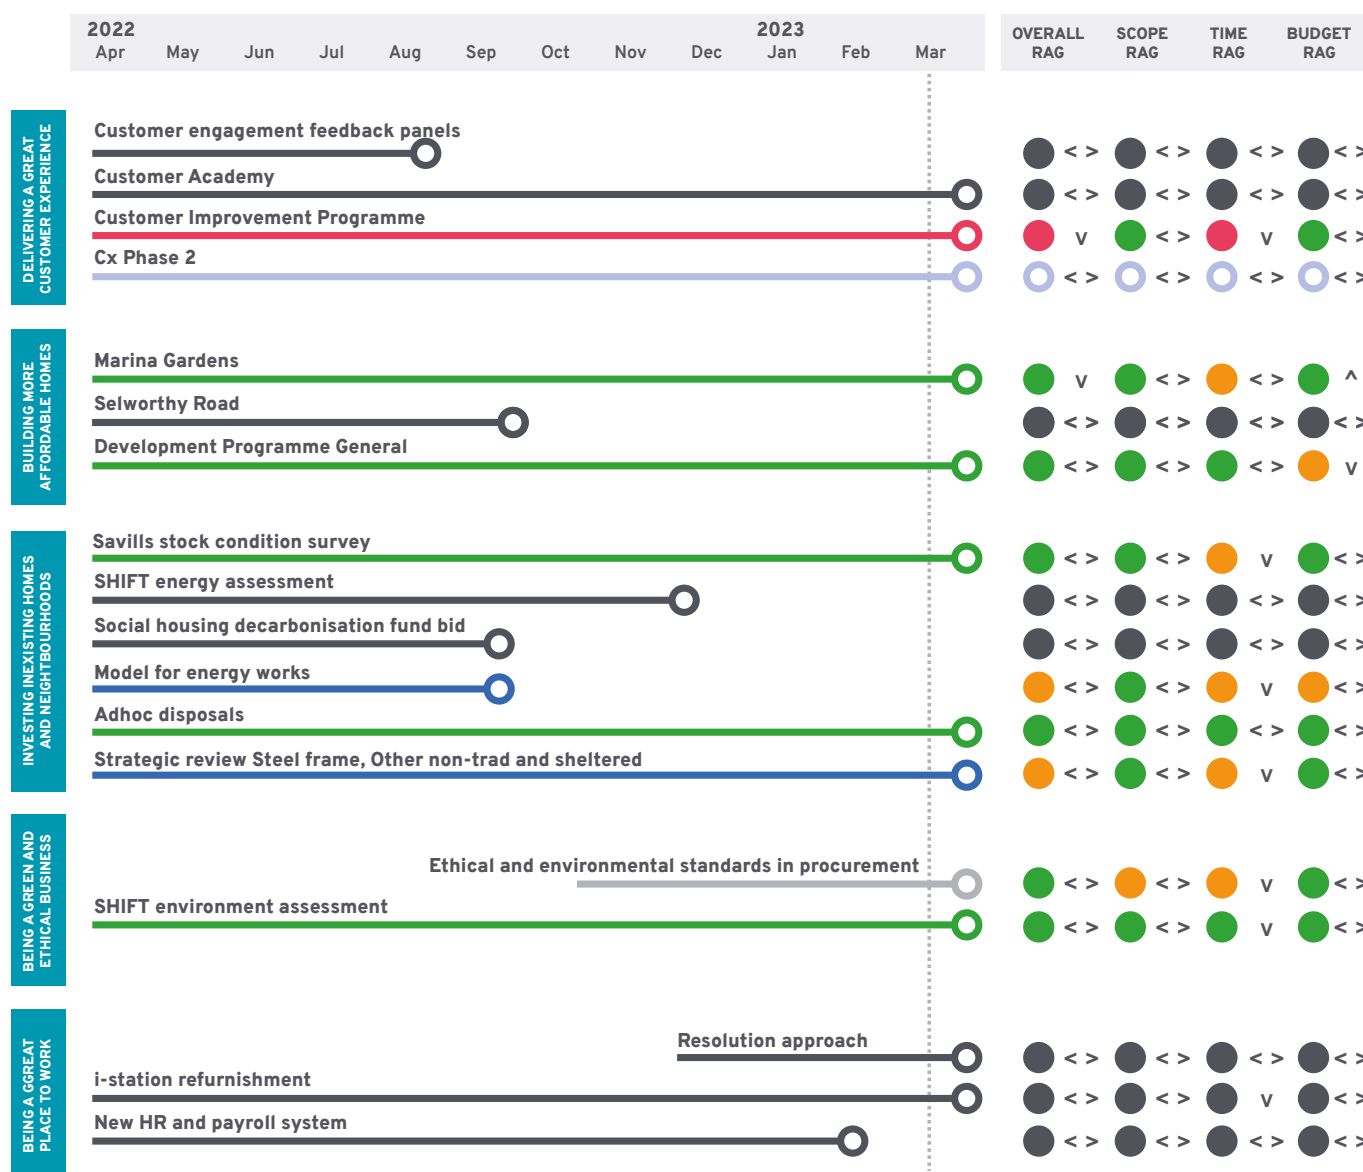 2022 2023
Apr May Jun Jul Aug Sep Oct Nov Dec Jan Feb Mar
OVERALL RAG SCOPE RAG TIME RAG BUDGET RAG
DELIVERING A GREAT
CUSTOMER EXPERIENCE
Customer engagement feedback panels
< > < > < > < >
Customer Academy
< > < > < > < >
Customer Improvement Programme
v < > v < >
Cx Phase 2
< > < > < > < >
BUILDING MORE
AFFORDABLE HOMES
Marina Gardens
v < > < > ^
Selworthy Road
< > < > < > < >
Development Programme General
< > < > < > v
INVESTING INEXISTING HOMES
AND NEIGHTBOURHOODS
Savills stock condition survey
< > < > v < >
SHIFT energy assessment
< > < > < > < >
Social housing decarbonisation fund bid
< > < > < > < >
Model for energy works
< > < > v < >
Adhoc disposals
< > < > < > < >
Strategic review Steel frame, Other non-trad and sheltered
< > < > v < >
BEING A GREEN AND
ETHICAL BUSINESS
Ethical and environmental standards in procurement
< > < > v < >
SHIFT environment assessment
< > < > v < >
BEING A GGREAT
PLACE TO WORK
Resolution approach
< > < > < > < >
i-station refurnishment
< > < > v < >
New HR and payroll system
< > < > < > < >